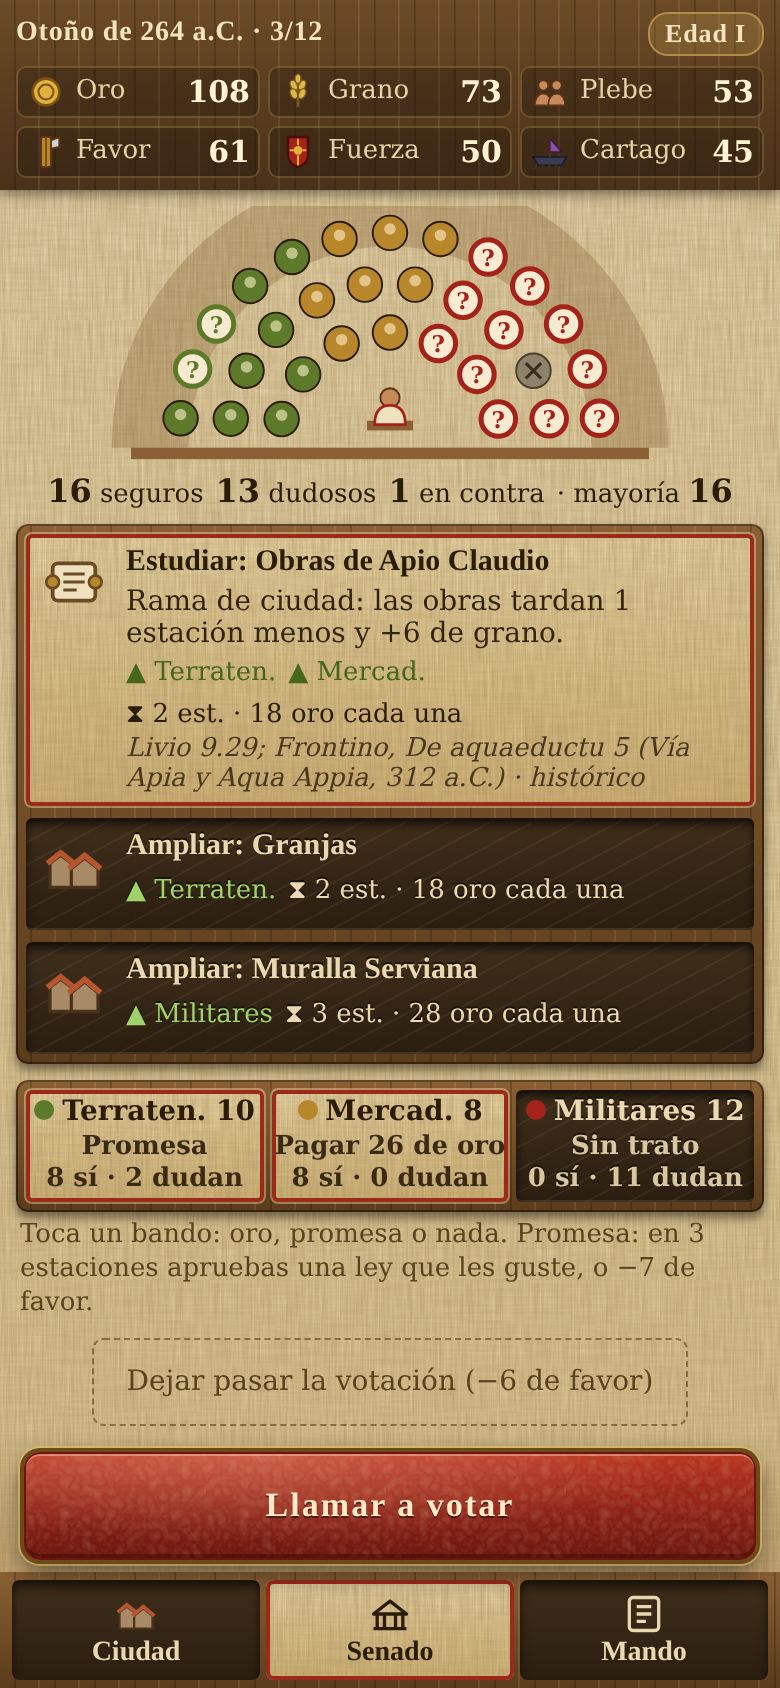 Otoño de 264 a.C. · 3/12
Edad I
Oro 108
Grano 73
Plebe 53
Favor 61
Fuerza 50
Cartago 45
? ? ? ? ? ? ? ? ? ? ? ? ?
16 seguros 13 dudosos 1 en contra · mayoría 16
Estudiar: Obras de Apio Claudio
Rama de ciudad: las obras tardan 1
estación menos y +6 de grano.
▲ Terraten. ▲ Mercad.
⧗ 2 est. · 18 oro cada una
Livio 9.29; Frontino, De aquaeductu 5 (Vía
Apia y Aqua Appia, 312 a.C.) · histórico
Ampliar: Granjas
▲ Terraten. ⧗ 2 est. · 18 oro cada una
Ampliar: Muralla Serviana
▲ Militares ⧗ 3 est. · 28 oro cada una
Terraten. 10
Promesa
8 sí · 2 dudan
Mercad. 8
Pagar 26 de oro
8 sí · 0 dudan
Militares 12
Sin trato
0 sí · 11 dudan
Toca un bando: oro, promesa o nada. Promesa: en 3
estaciones apruebas una ley que les guste, o −7 de
favor.
Dejar pasar la votación (−6 de favor)
Llamar a votar
Ciudad
Senado
Mando